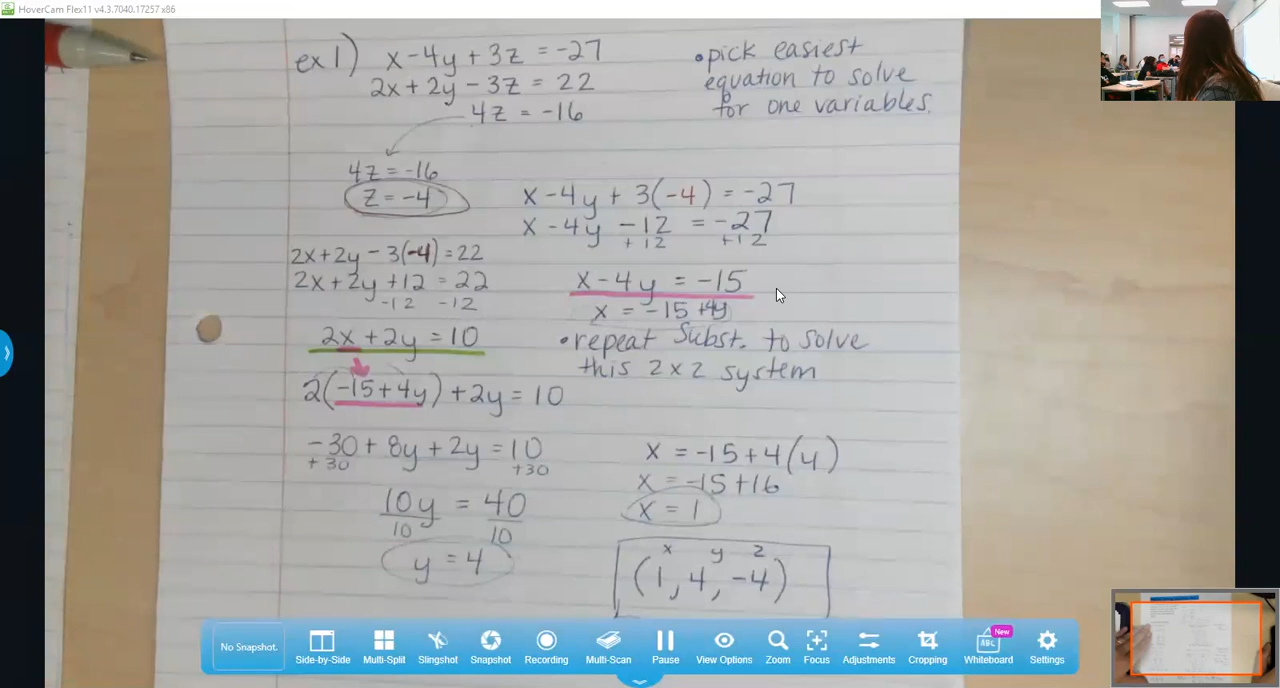 HoverCam Flex11 v4.3.7040.17257 x86
ex 1) x - 4y + 3z = -27
2x + 2y - 3z = 22
4z = -16
• pick easiest
equation to solve
for one variables.
4z = -16
z = -4
x - 4y + 3(-4) = -27
x - 4y - 12 = -27
+12 +12
2x + 2y - 3(-4) = 22
2x + 2y + 12 = 22
-12 -12
x - 4y = -15
x = -15 + 4y
2x + 2y = 10
• repeat Subst. to solve
this 2x2 system
2(-15 + 4y) + 2y = 10
-30 + 8y + 2y = 10
+30 +30
10y = 40
10 10
y = 4
x = -15 + 4(4)
x = -15 + 16
x = 1
x y z
(1, 4, -4)
No Snapshot.
Side-by-Side
Multi-Split
Slingshot
Snapshot
Recording
Multi-Scan
Pause
View Options
Zoom
Focus
Adjustments
Cropping
ABC
New
Whiteboard
Settings